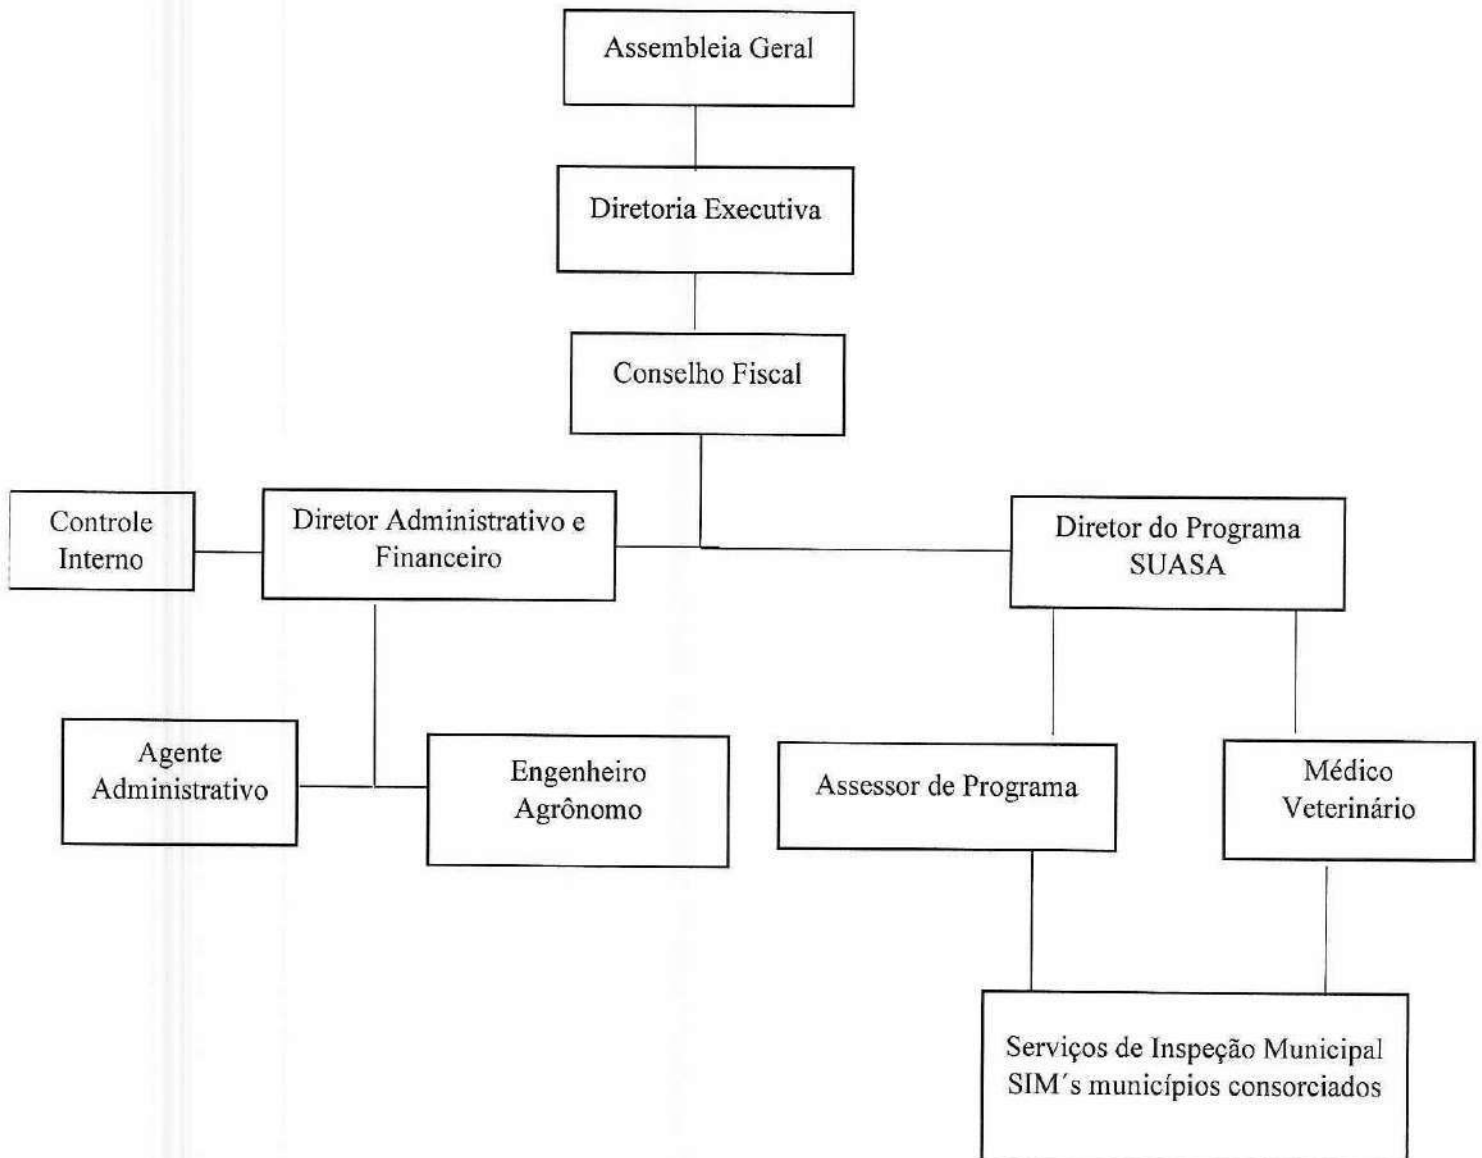 Assembleia Geral
Diretoria Executiva
Conselho Fiscal
Controle
Interno
Diretor Administrativo e
Financeiro
Diretor do Programa
SUASA
Agente
Administrativo
Engenheiro
Agrônomo
Assessor de Programa
Médico
Veterinário
Serviços de Inspeção Municipal
SIM´s municípios consorciados